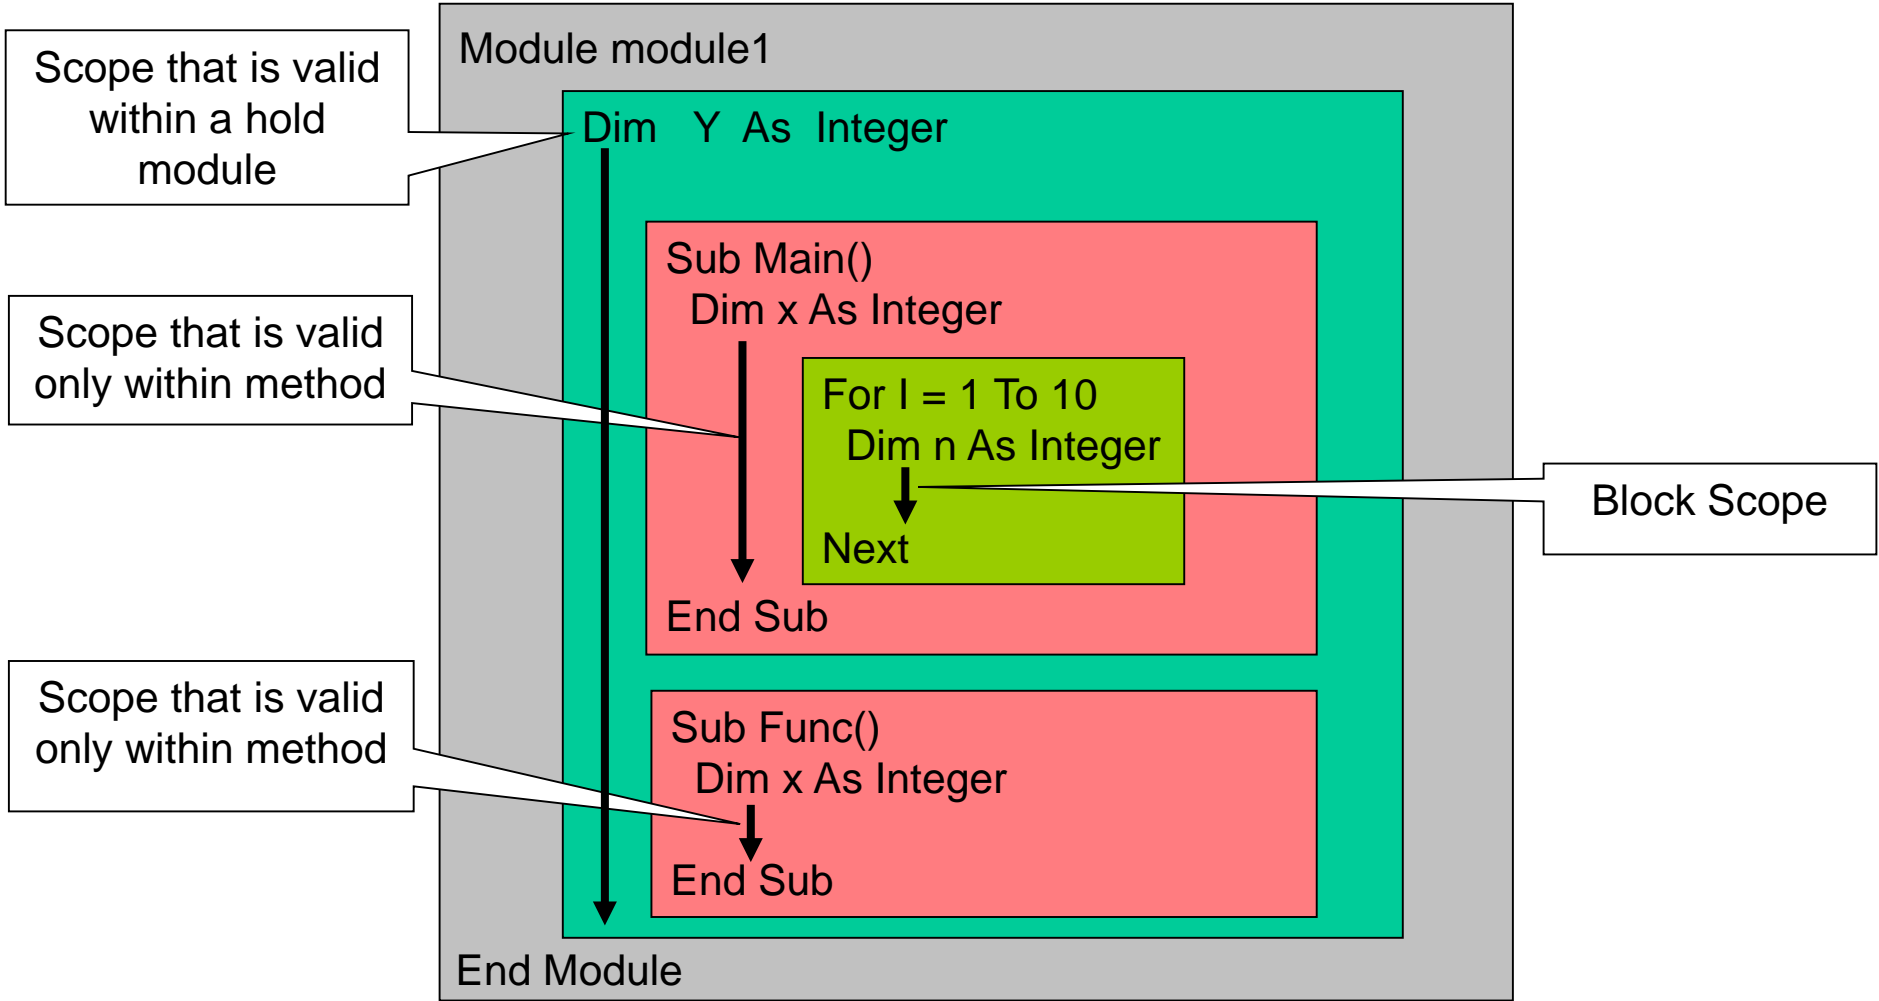 Module module1
Scope that is valid
within a hold
module
Dim Y As Integer
Sub Main()
Dim x As Integer
Scope that is valid
only within method
For I = 1 To 10
Dim n As Integer
Block Scope
Next
End Sub
Scope that is valid
only within method
Sub Func()
Dim x As Integer
End Sub
End Module